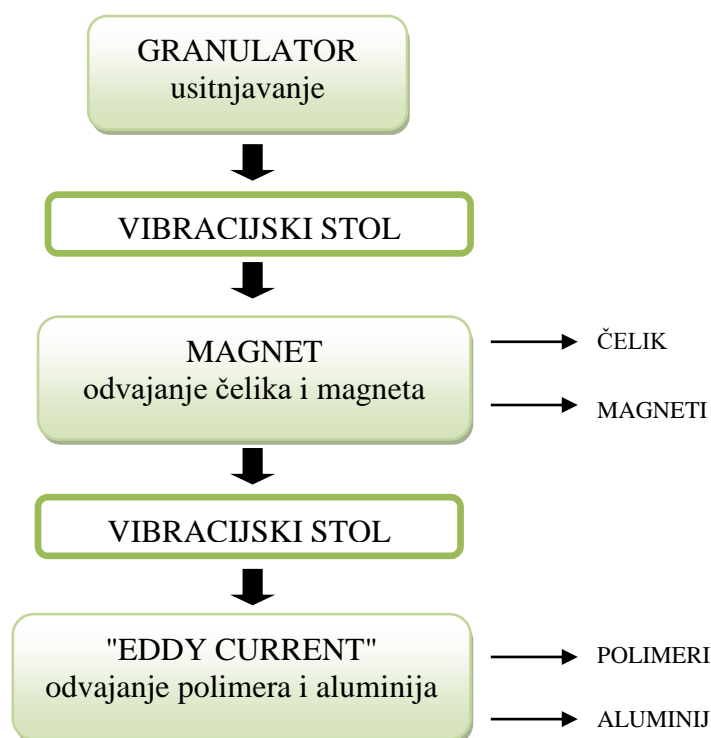 GRANULATOR
usitnjavanje
VIBRACIJSKI STOL
MAGNET
odvajanje čelika i magneta
ČELIK
MAGNETI
VIBRACIJSKI STOL
"EDDY CURRENT"
odvajanje polimera i aluminija
POLIMERI
ALUMINIJ